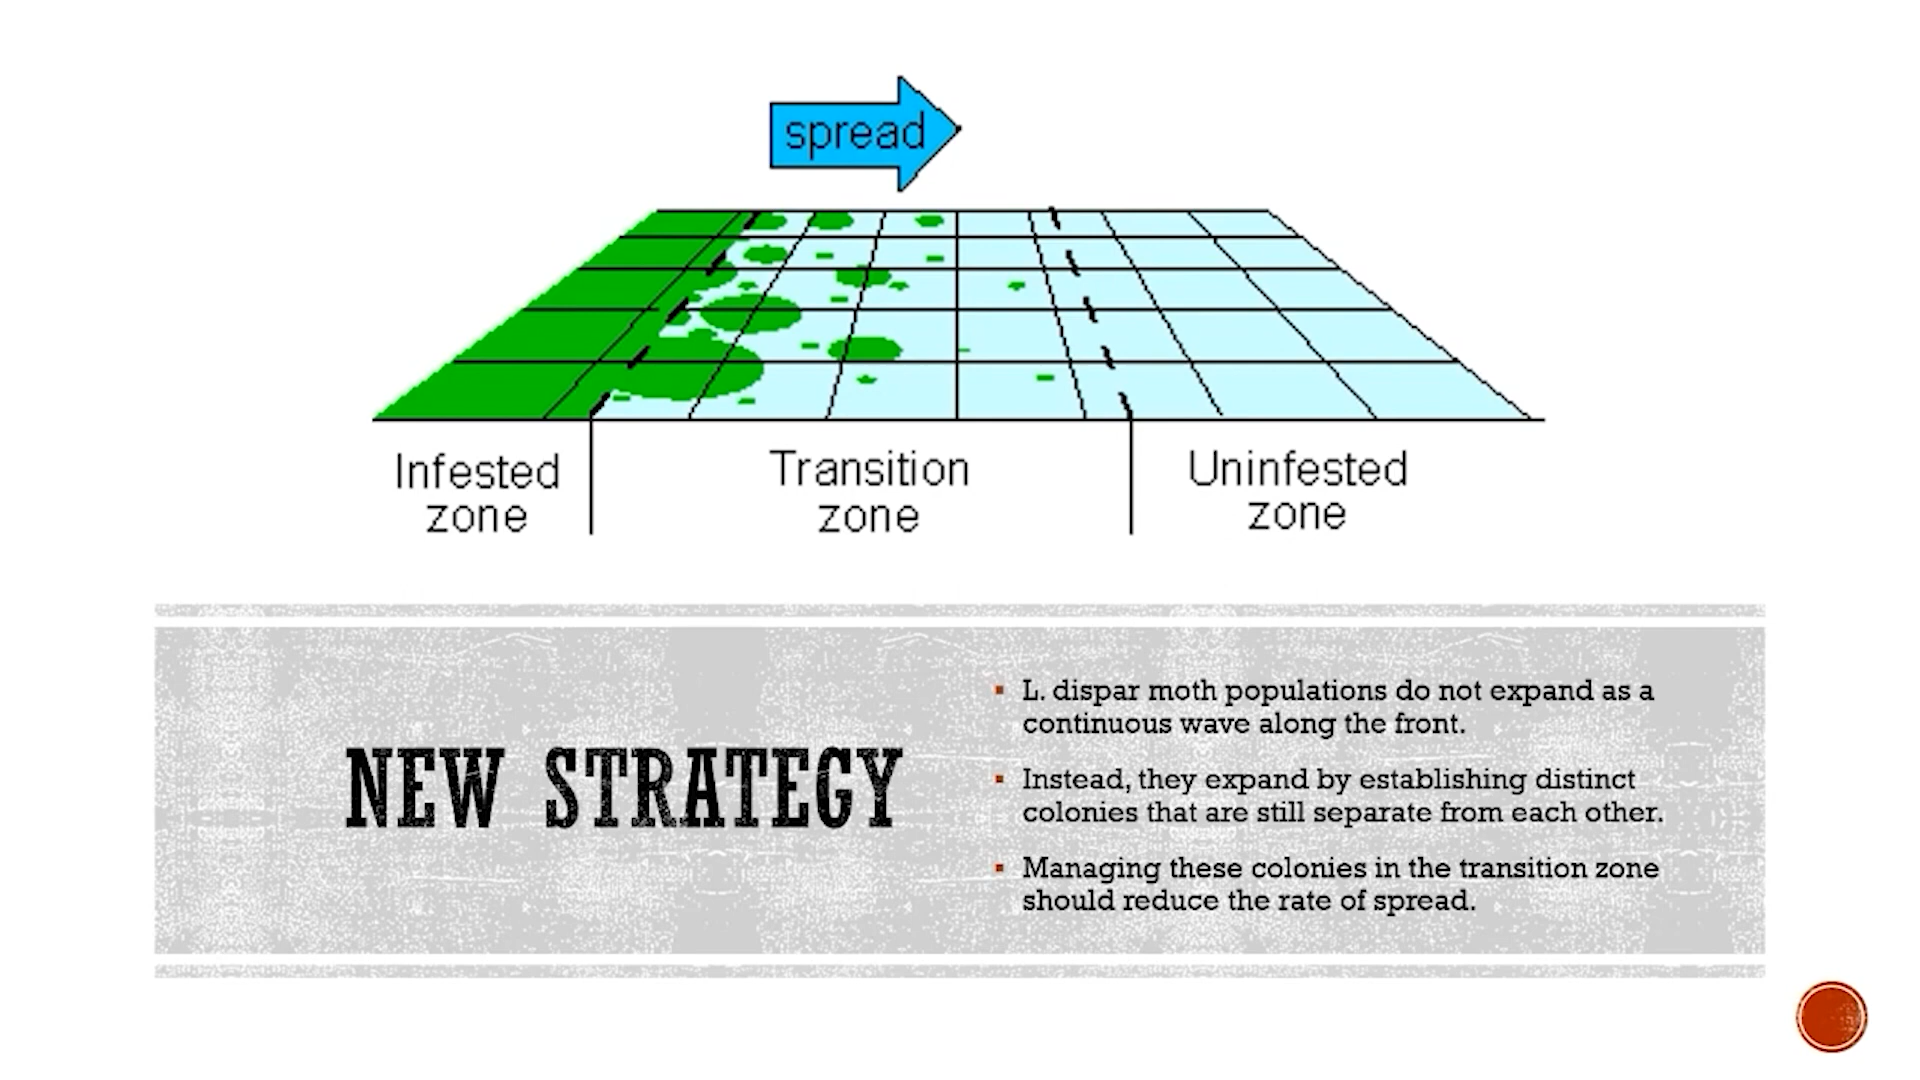 spread
Infested
zone
Transition
zone
Uninfested
zone
NEW STRATEGY
▪ L. dispar moth populations do not expand as a
continuous wave along the front.
▪ Instead, they expand by establishing distinct
colonies that are still separate from each other.
▪ Managing these colonies in the transition zone
should reduce the rate of spread.